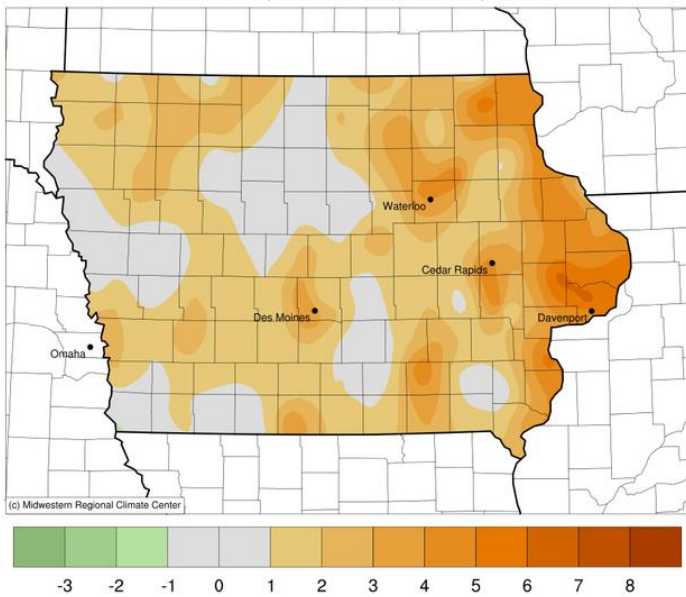 Waterloo
Cedar Rapids
Des Moines
Davenport
Omaha
(c) Midwestern Regional Climate Center
-3 -2 -1 0 1 2 3 4 5 6 7 8